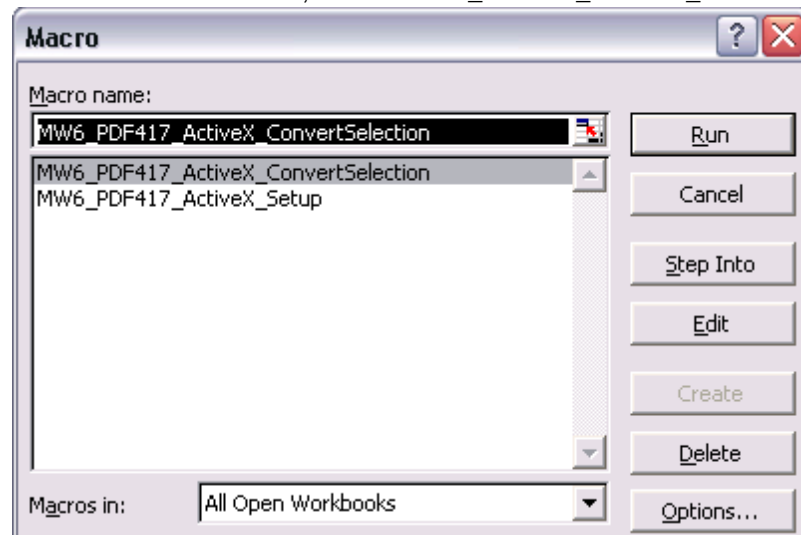 Macro
Macro name:
MW6_PDF417_ActiveX_ConvertSelection
Run
MW6_PDF417_ActiveX_ConvertSelection
MW6_PDF417_ActiveX_Setup
Cancel
Step Into
Edit
Create
Delete
Macros in:
All Open Workbooks
Options...